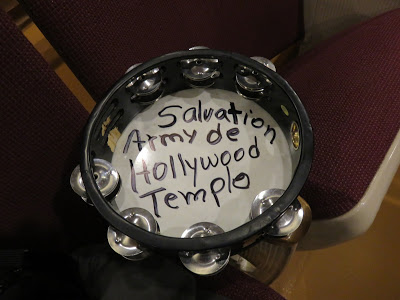 Salvation
Army de
Hollywood
Templo